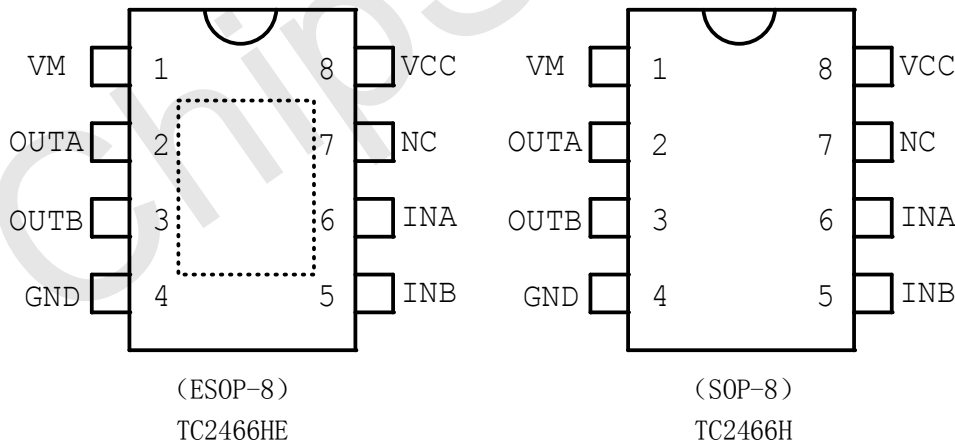 VM 1 8 VCC
OUTA 2 7 NC
OUTB 3 6 INA
GND 4 5 INB
(ESOP-8)
TC2466HE
VM 1 8 VCC
OUTA 2 7 NC
OUTB 3 6 INA
GND 4 5 INB
(SOP-8)
TC2466H